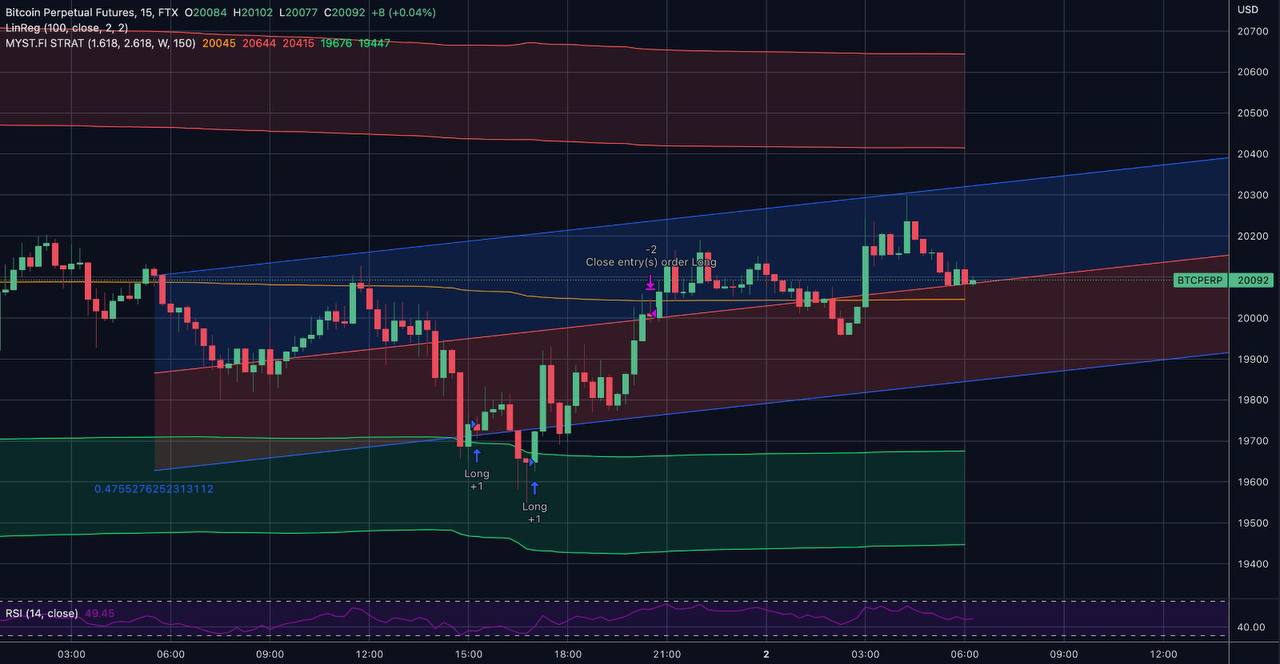 Bitcoin Perpetual Futures, 15, FTX O20084 H20102 L20077 C20092 +8 (+0.04%)
USD
LinReg (100, close, 2, 2)
MYST.FI STRAT (1.618, 2.618, W, 150) 20045 20644 20415 19676 19447
20700
20600
20500
20400
20300
20200
-2
Close entry(s) order Long
BTCPERP 20092
20000
19900
19800
19700
Long
+1
0.4755276252313112
19600
Long
+1
19500
19400
RSI (14, close) 49.45
40.00
03:00 06:00 09:00 12:00 15:00 18:00 21:00 2 03:00 06:00 09:00 12:00